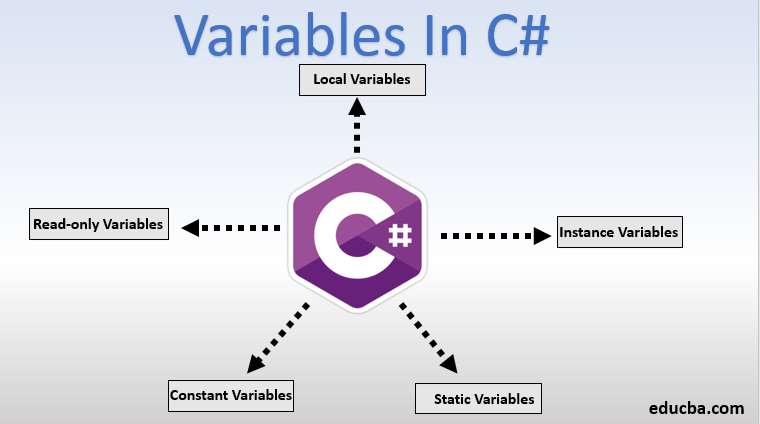 Variables In C#
Local Variables
C#
Read-only Variables
Instance Variables
Constant Variables
Static Variables
educba.com